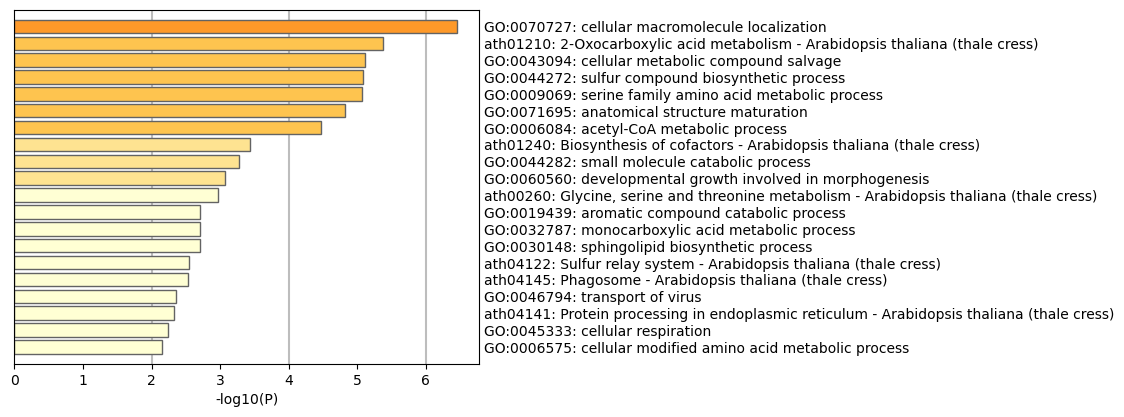 GO:0070727: cellular macromolecule localization
ath01210: 2-Oxocarboxylic acid metabolism - Arabidopsis thaliana (thale cress)
GO:0043094: cellular metabolic compound salvage
GO:0044272: sulfur compound biosynthetic process
GO:0009069: serine family amino acid metabolic process
GO:0071695: anatomical structure maturation
GO:0006084: acetyl-CoA metabolic process
ath01240: Biosynthesis of cofactors - Arabidopsis thaliana (thale cress)
GO:0044282: small molecule catabolic process
GO:0060560: developmental growth involved in morphogenesis
ath00260: Glycine, serine and threonine metabolism - Arabidopsis thaliana (thale cress)
GO:0019439: aromatic compound catabolic process
GO:0032787: monocarboxylic acid metabolic process
GO:0030148: sphingolipid biosynthetic process
ath04122: Sulfur relay system - Arabidopsis thaliana (thale cress)
ath04145: Phagosome - Arabidopsis thaliana (thale cress)
GO:0046794: transport of virus
ath04141: Protein processing in endoplasmic reticulum - Arabidopsis thaliana (thale cress)
GO:0045333: cellular respiration
GO:0006575: cellular modified amino acid metabolic process
0 1 2 3 4 5 6
-log10(P)